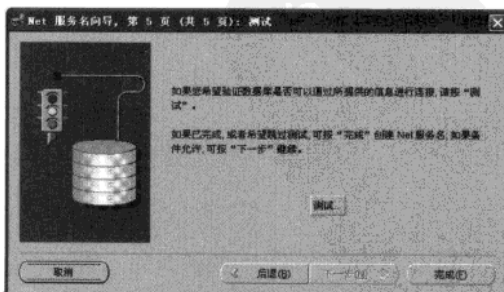 Net 服务名向导, 第 5 页 (共 5 页): 测试
如果您希望验证数据库是否可以通过所提供的信息进行连接, 请按“测
试”。
如果已完成, 或者希望跳过测试, 可按“完成”创建 Net 服务名, 如果条
件允许, 可按“下一步”继续。
测试...
取消
后退(B)
下一步(N)
完成(F)